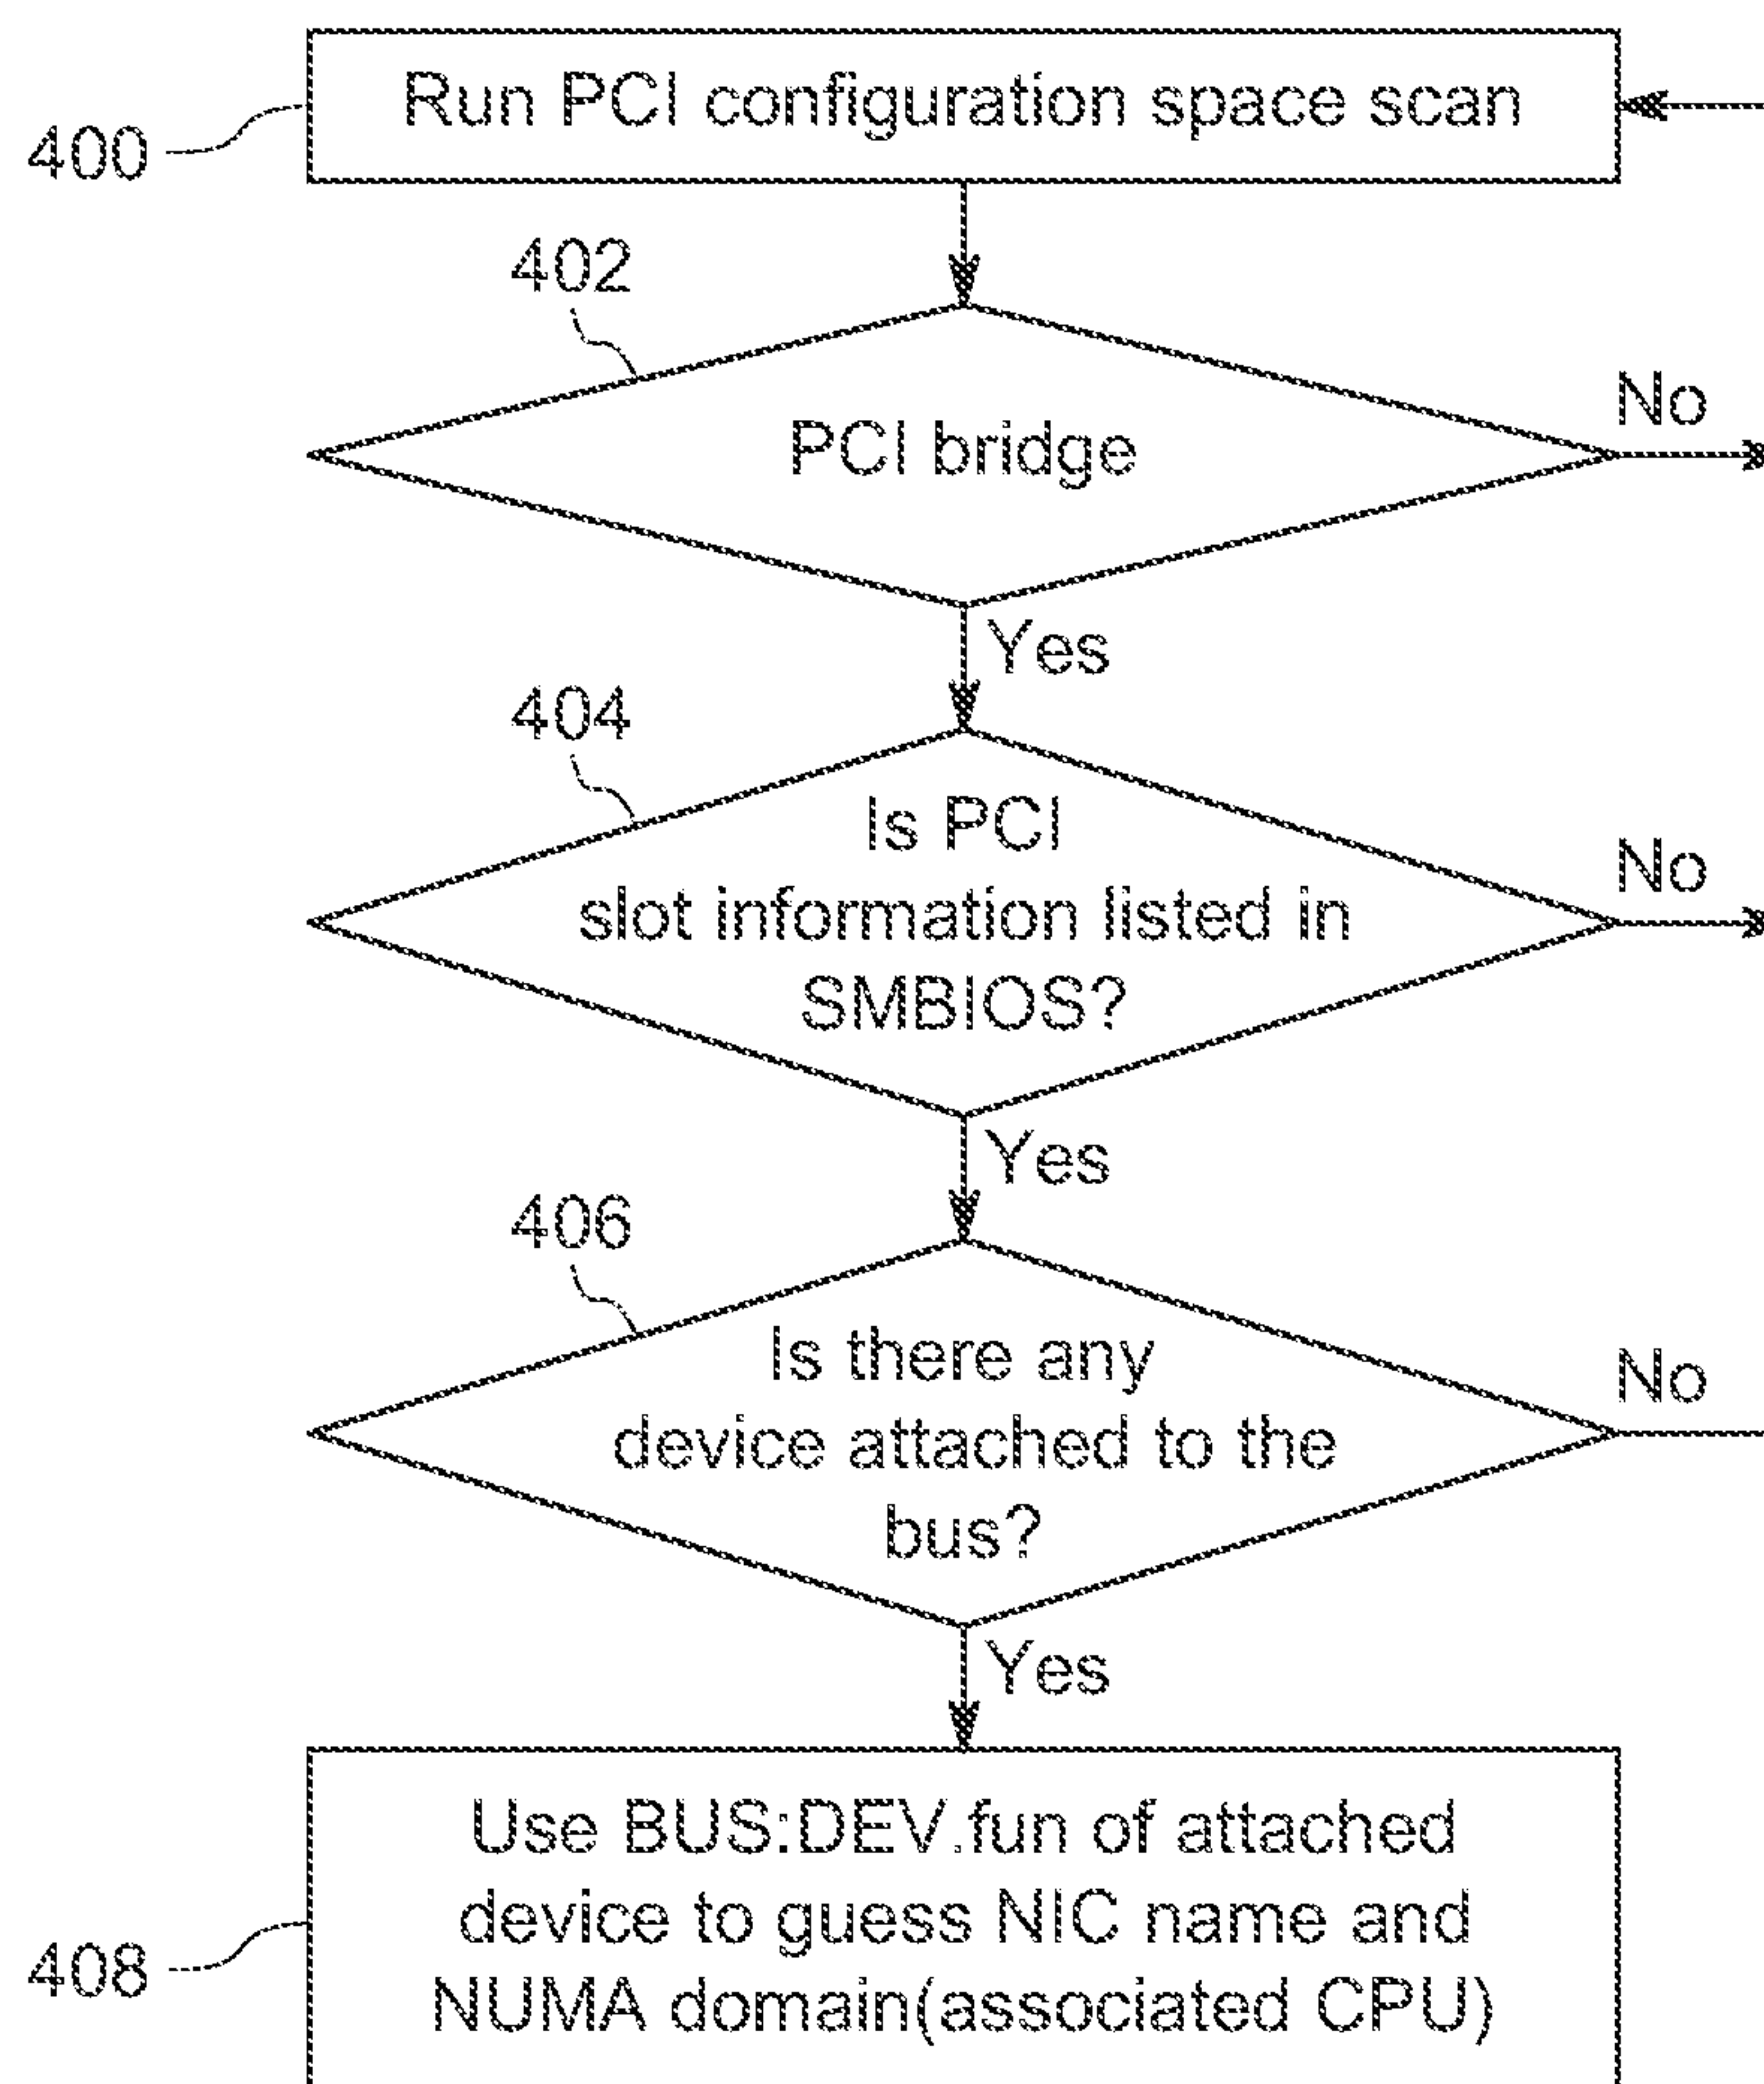 Run PCI configuration space scan
400
402
PCI bridge
No
Yes
404
Is PCI
slot information listed in
SMBIOS?
No
Yes
406
Is there any
device attached to the
bus?
No
Yes
Use BUS:DEV.fun of attached
device to guess NIC name and
NUMA domain(associated CPU)
408